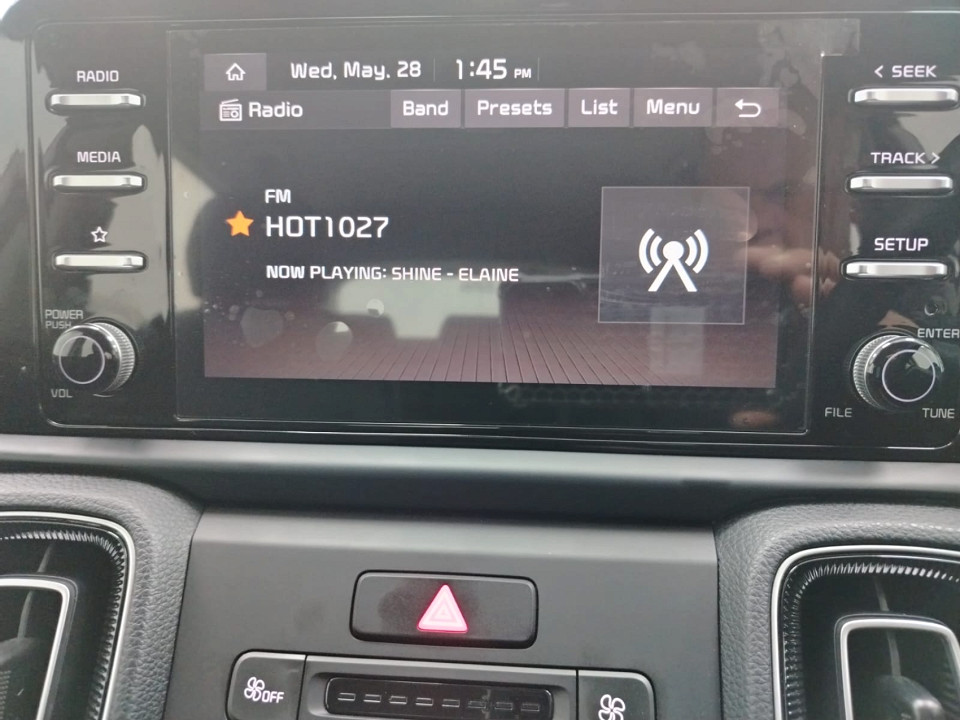 RADIO
Wed, May. 28 1:45 PM
< SEEK
Radio Band Presets List Menu
MEDIA
TRACK >
FM
HOT1027
SETUP
NOW PLAYING: SHINE - ELAINE
POWER
PUSH
VOL
ENTER
FILE
TUNE
OFF